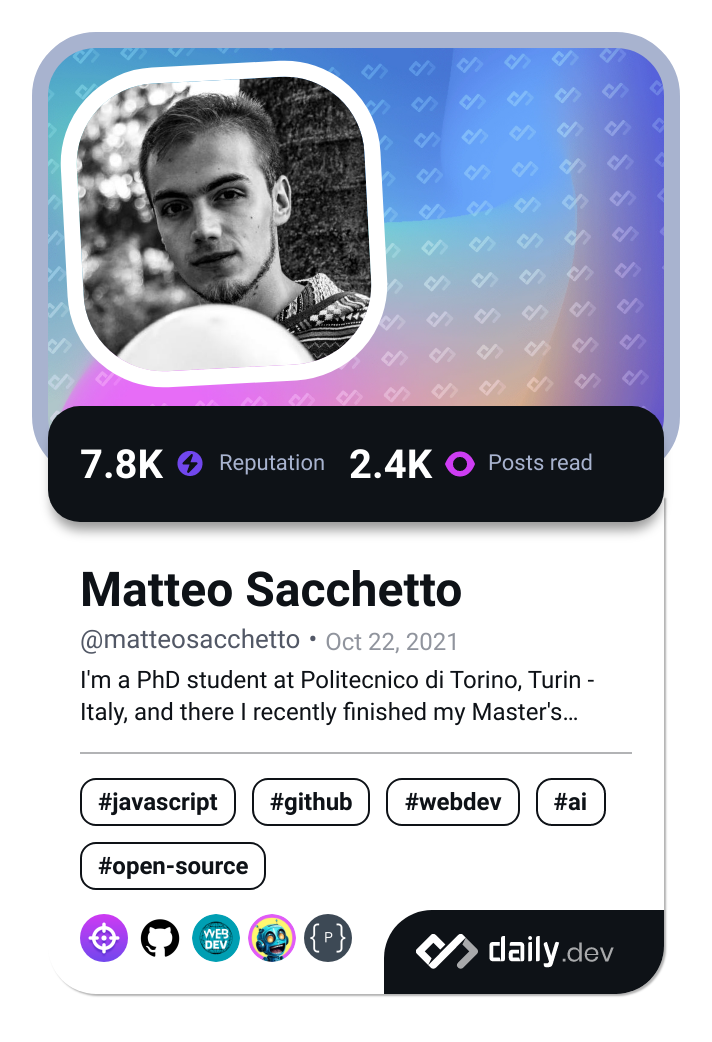 7.8K Reputation 2.4K Posts read
Matteo Sacchetto
@matteosacchetto • Oct 22, 2021
I'm a PhD student at Politecnico di Torino, Turin -
Italy, and there I recently finished my Master's…
#javascript #github #webdev #ai
#open-source
WEB
DEV
{P}
daily.dev